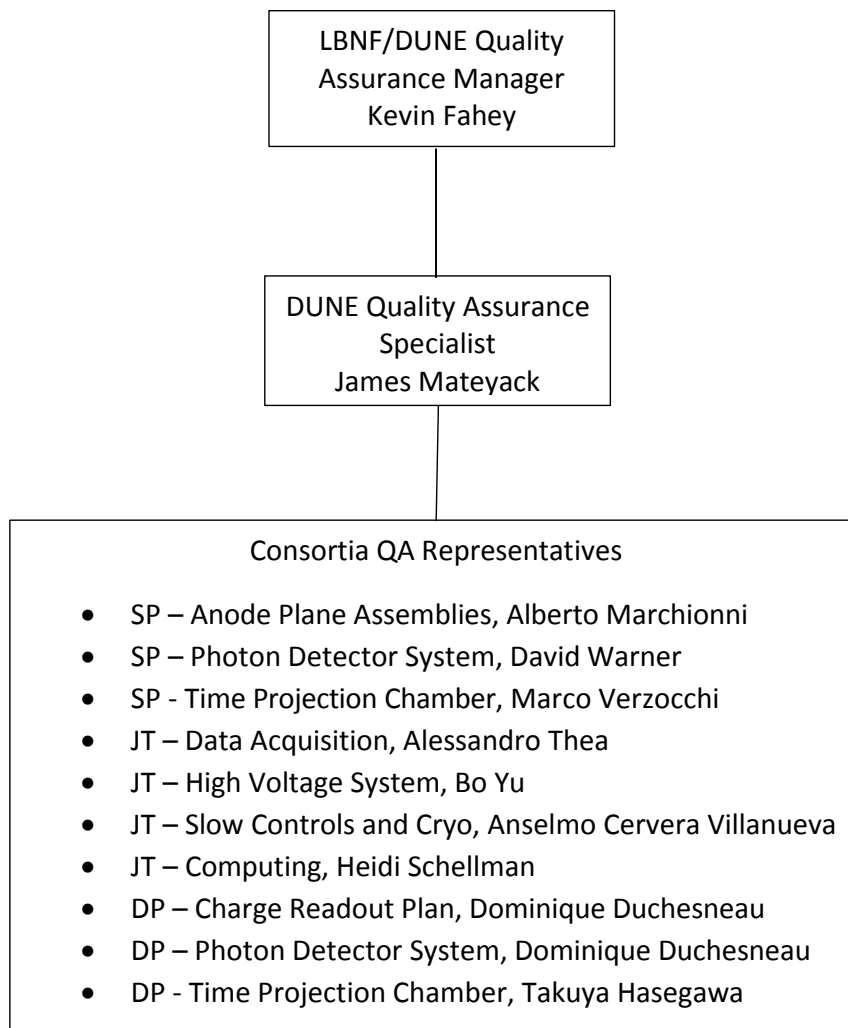 LBNF/DUNE Quality
Assurance Manager
Kevin Fahey
DUNE Quality Assurance
Specialist
James Mateyack
Consortia QA Representatives
• SP – Anode Plane Assemblies, Alberto Marchionni
• SP – Photon Detector System, David Warner
• SP - Time Projection Chamber, Marco Verzocchi
• JT – Data Acquisition, Alessandro Thea
• JT – High Voltage System, Bo Yu
• JT – Slow Controls and Cryo, Anselmo Cervera Villanueva
• JT – Computing, Heidi Schellman
• DP – Charge Readout Plan, Dominique Duchesneau
• DP – Photon Detector System, Dominique Duchesneau
• DP - Time Projection Chamber, Takuya Hasegawa